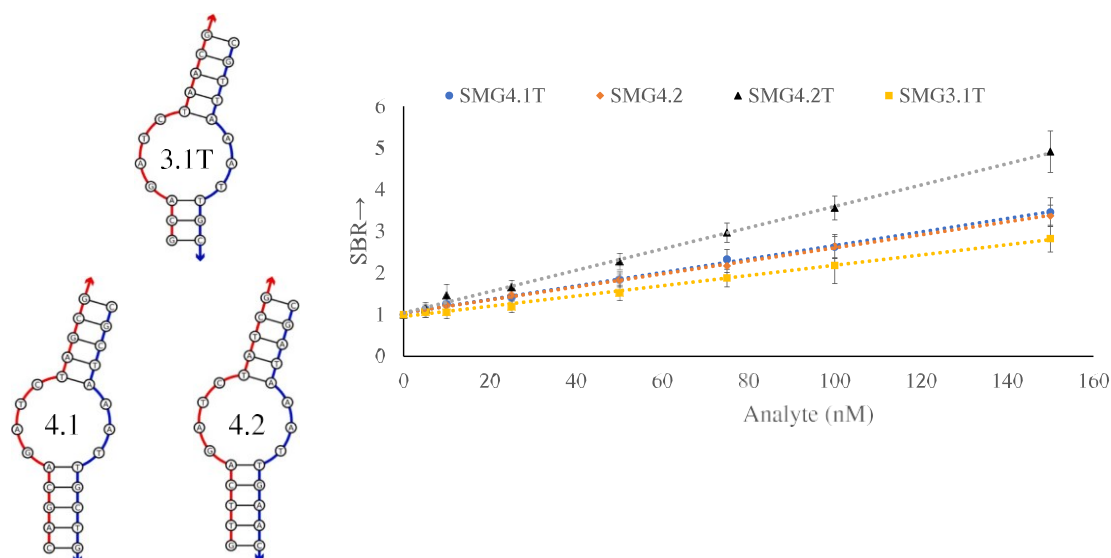 G C A A T C T A G A C G
C G T T A A A T T G C
3.1T
G C G A T C T A G A C G A C
C G C T A A A T T G C T G
4.1
G C T A T C T A G A C T T G
C G A T A A A T T G A A C
4.2
SMG4.1T SMG4.2 SMG4.2T SMG3.1T
6
5
4
3
2
1
0
SBR→
0 20 40 60 80 100 120 140 160
Analyte (nM)